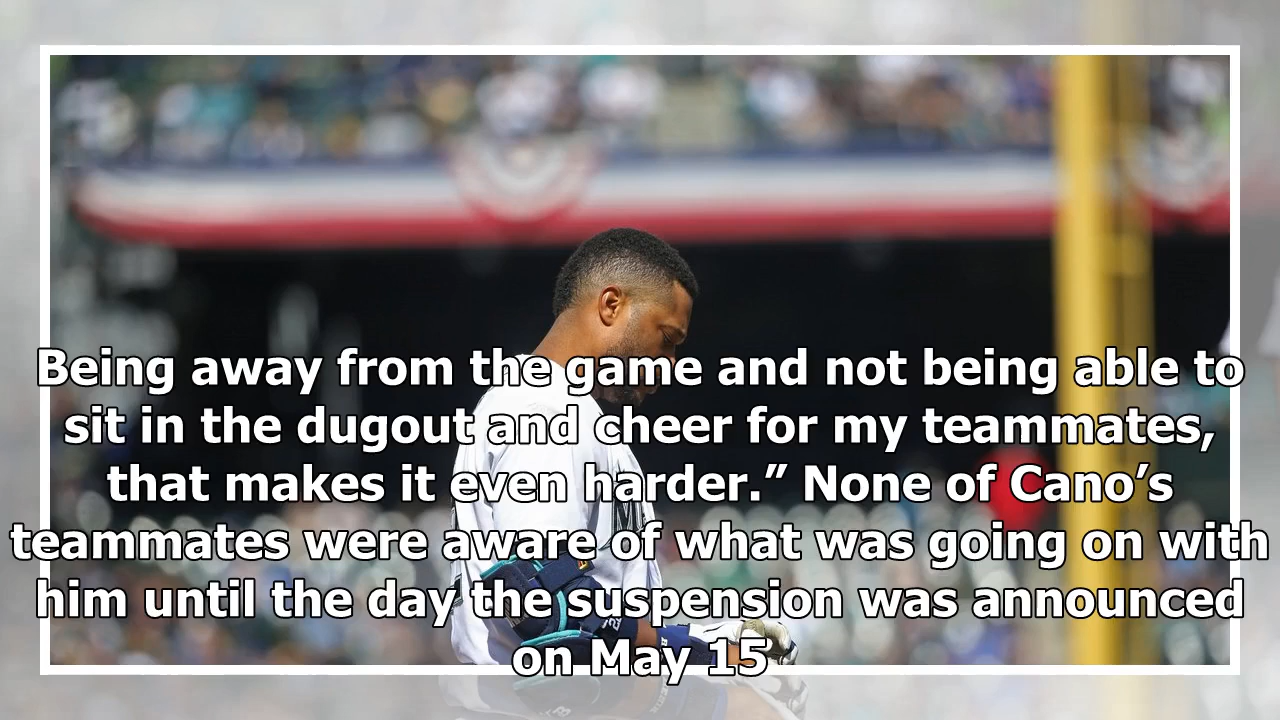 Being away from the game and not being able to
sit in the dugout and cheer for my teammates,
that makes it even harder.” None of Cano’s
teammates were aware of what was going on with
him until the day the suspension was announced
on May 15